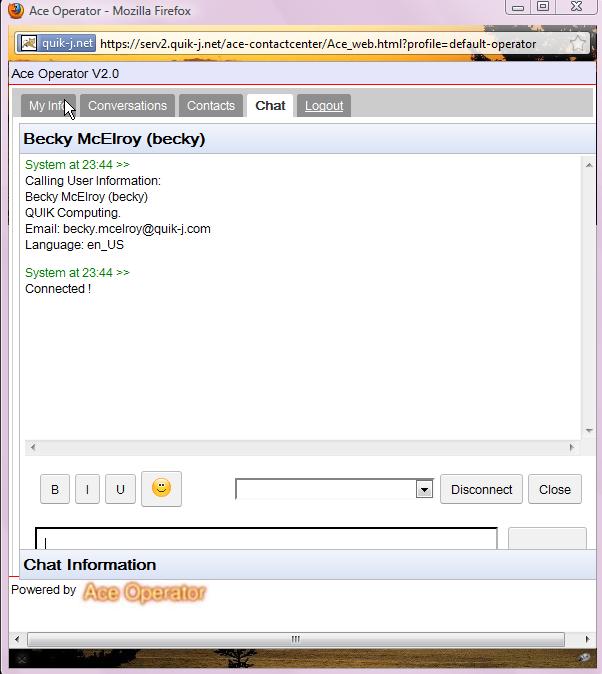 Ace Operator - Mozilla Firefox
quik-j.net https://serv2.quik-j.net/ace-contactcenter/Ace_web.html?profile=default-operator
Ace Operator V2.0
My Info Conversations Contacts Chat Logout
Becky McElroy (becky)
System at 23:44 >>
Calling User Information:
Becky McElroy (becky)
QUIK Computing.
Email: becky.mcelroy@quik-j.com
Language: en_US
System at 23:44 >>
Connected !
B I U Disconnect Close
Chat Information
Powered by Ace Operator